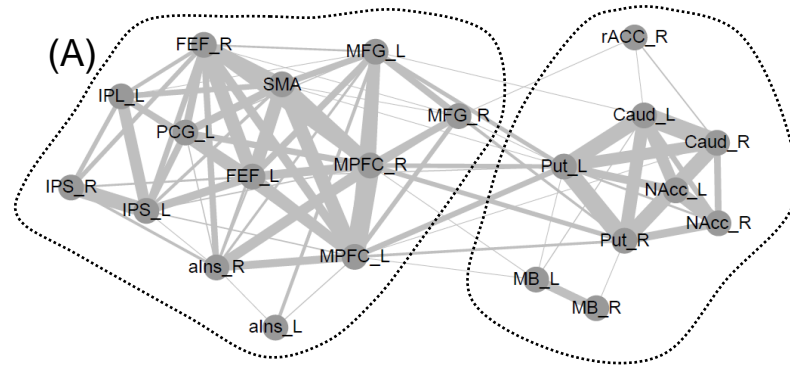 (A)
FEF_R
MFG_L
rACC_R
SMA
IPL_L
MFG_R
Caud_L
PCG_L
Caud_R
MPFC_R
Put_L
FEF_L
IPS_R
NAcc_L
IPS_L
NAcc_R
Put_R
MPFC_L
aIns_R
MB_L
MB_R
aIns_L